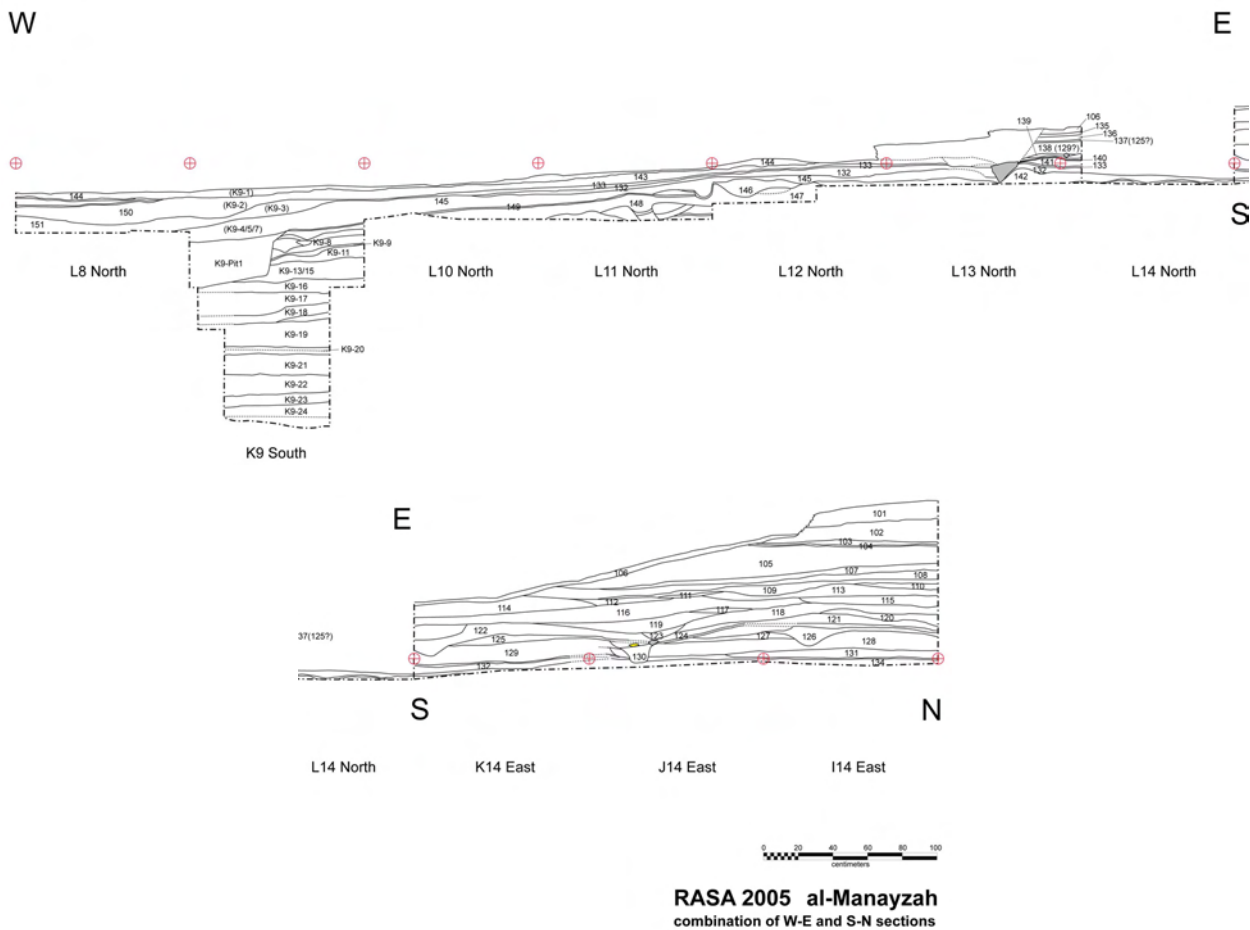 W
E
106
139
135
136
137(125?)
138 (129?)
144
141
140
133
133
132
132
142
145
143
146
147
133
132
(K9-1)
144
(K9-2)
(K9-3)
145
149
148
150
151
(K9-4/5/7)
S
K9-8
K9-9
K9-11
K9-Pit1
K9-13/15
L8 North
L10 North
L11 North
L12 North
L13 North
L14 North
K9-16
K9-17
K9-18
K9-19
K9-20
K9-21
K9-22
K9-23
K9-24
K9 South
E
101
102
103
104
105
106
107
108
109
113
110
111
112
115
114
116
117
118
120
119
121
122
123
124
125
127
126
128
37(125?)
129
130
131
132
134
S
N
L14 North
K14 East
J14 East
I14 East
0 20 40 60 80 100
centimeters
RASA 2005 al-Manayzah
combination of W-E and S-N sections